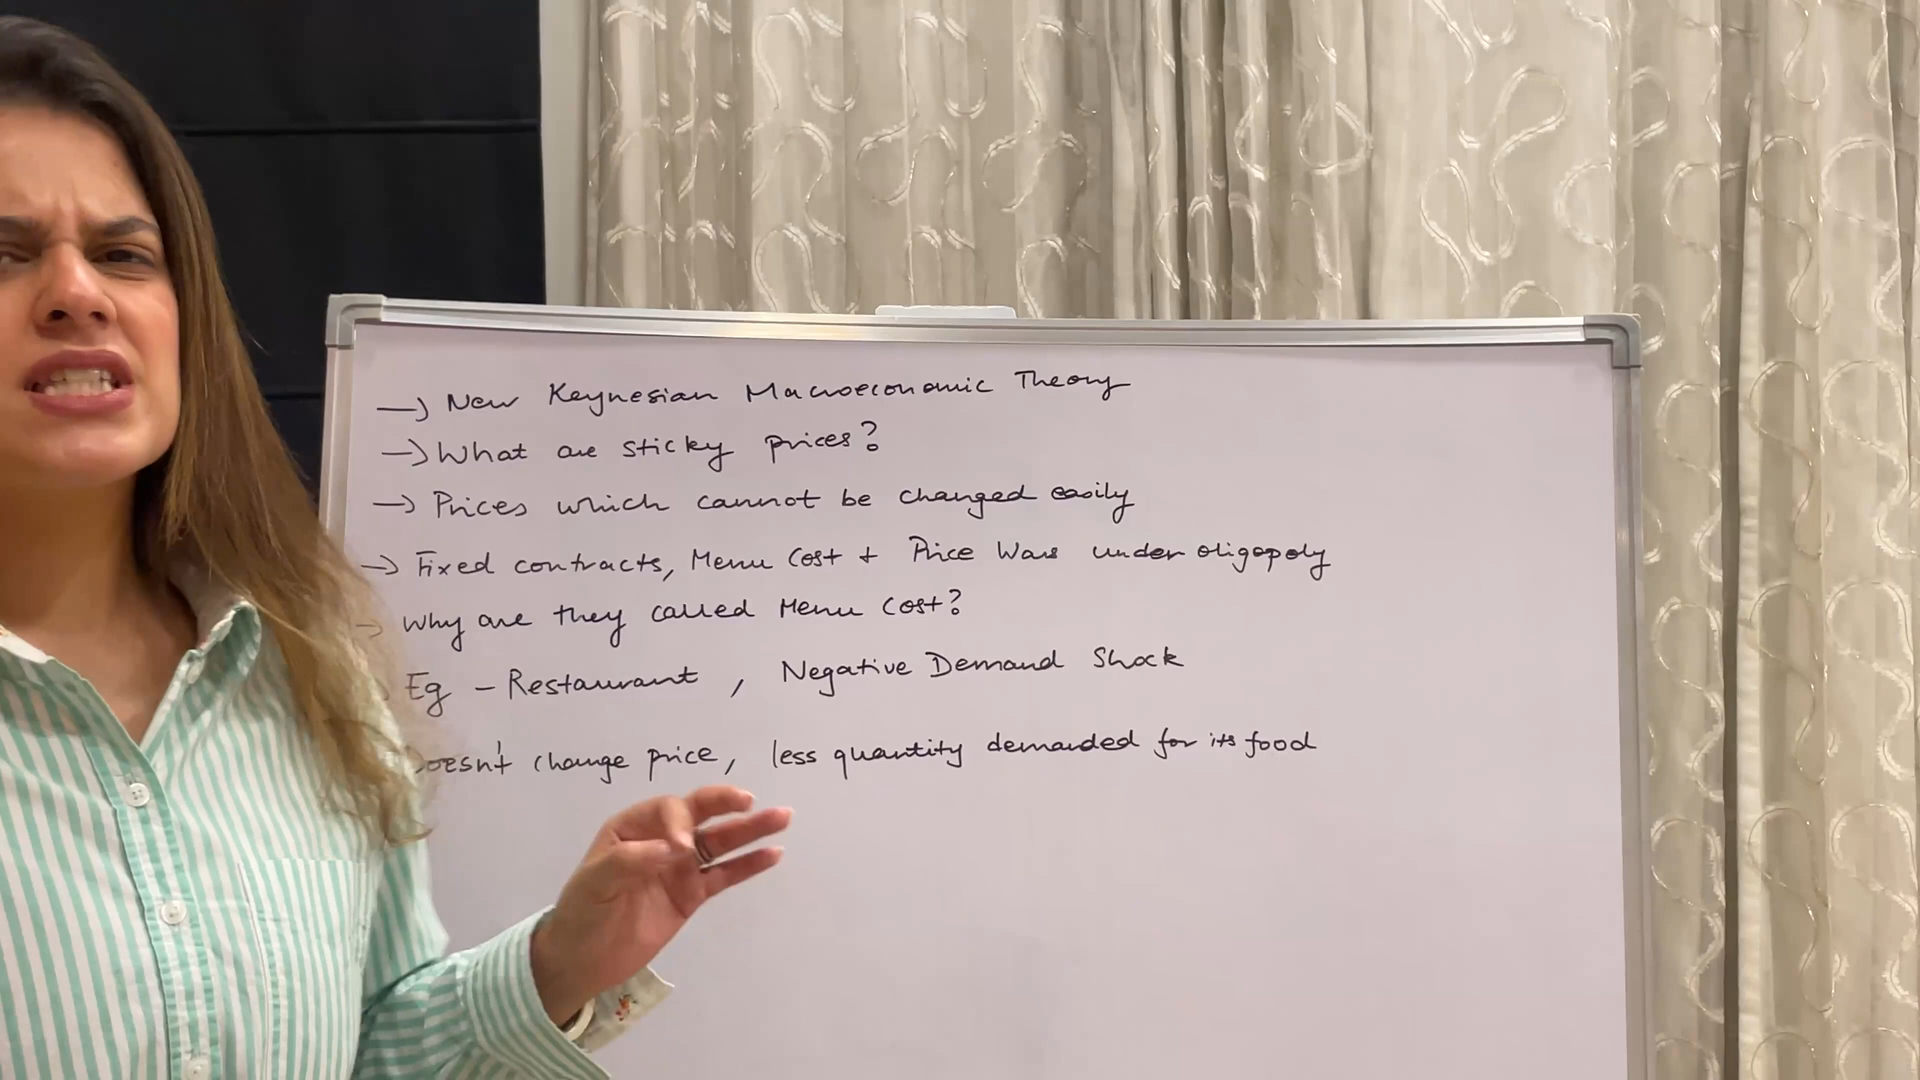 → New Keynesian Macroeconomic Theory
→ What are sticky prices?
→ Prices which cannot be changed easily
→ Fixed contracts, Menu Cost + Price Wars under oligopoly
→ Why are they called Menu Cost?
Eg - Restaurant , Negative Demand Shock
Doesn't change price, less quantity demanded for its food